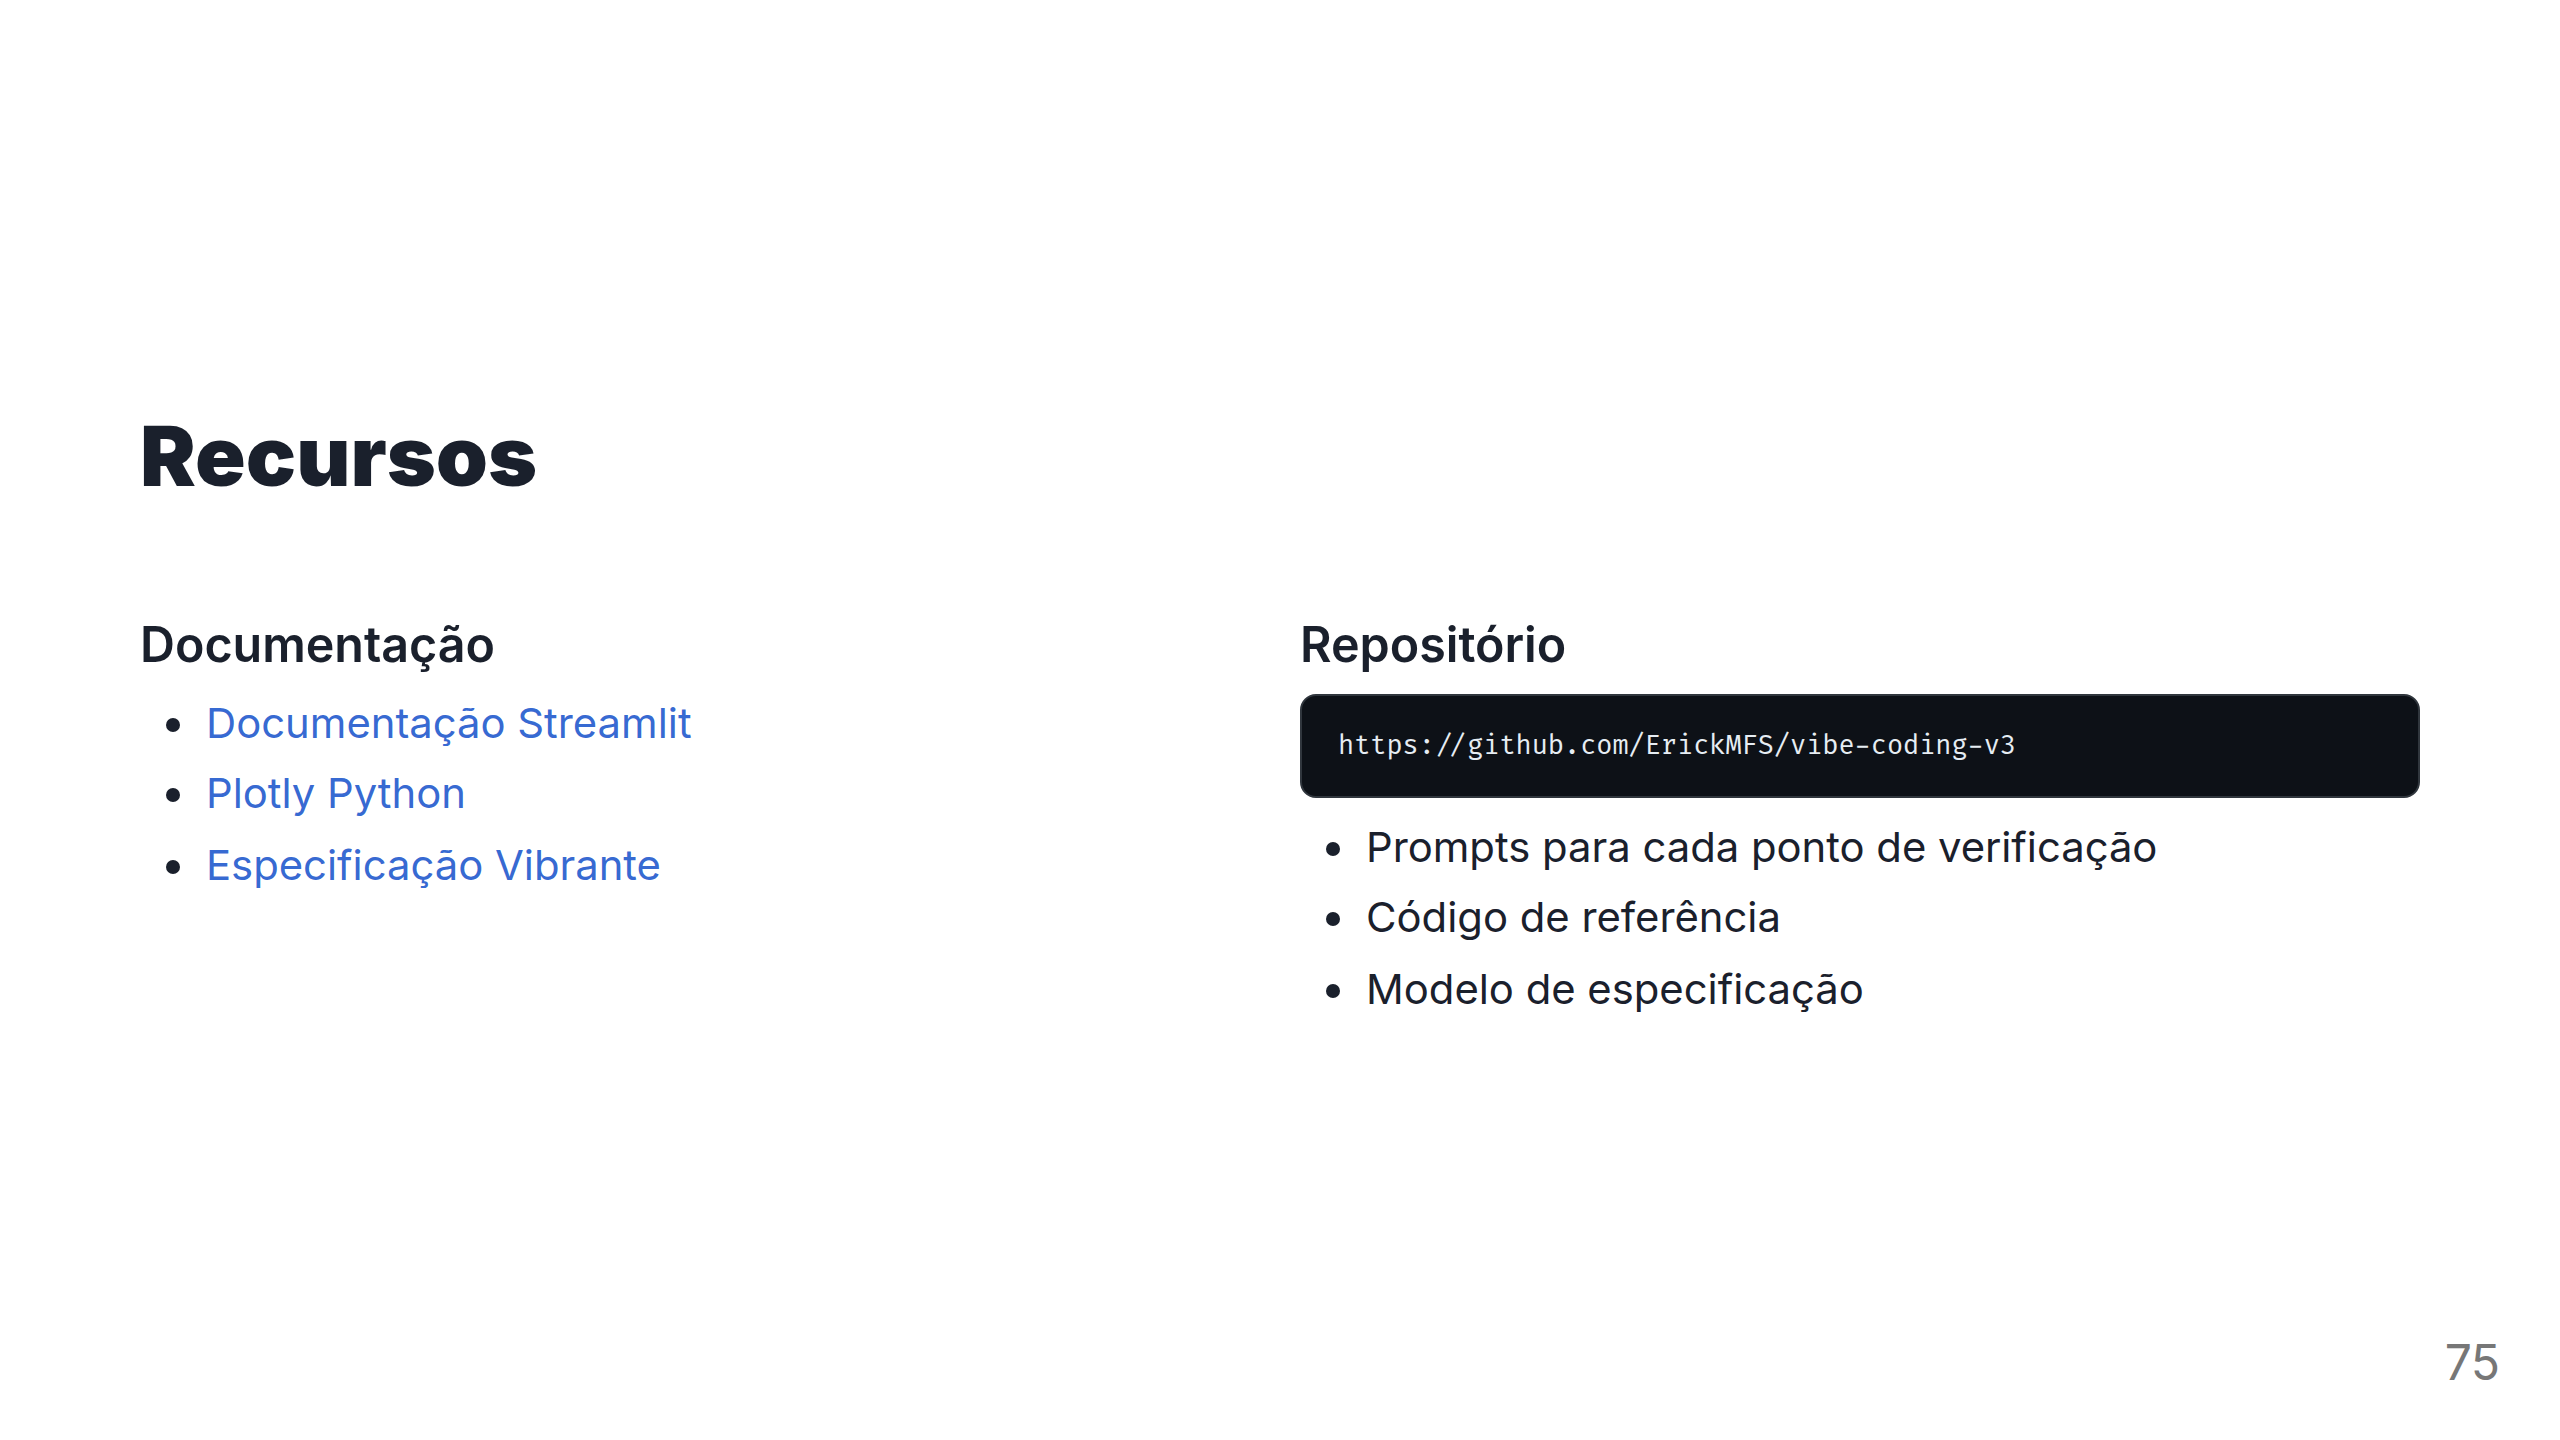 Recursos
Documentação
Documentação Streamlit
Plotly Python
Especificação Vibrante
Repositório
https://github.com/ErickMFS/vibe-coding-v3
Prompts para cada ponto de verificação
Código de referência
Modelo de especificação
75